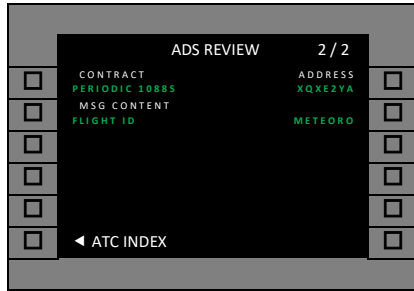 ADS REVIEW 2/2
CONTRACT ADDRESS
PERIODIC 1088S XQXE2YA
MSG CONTENT
FLIGHT ID METEORO
◄ ATC INDEX